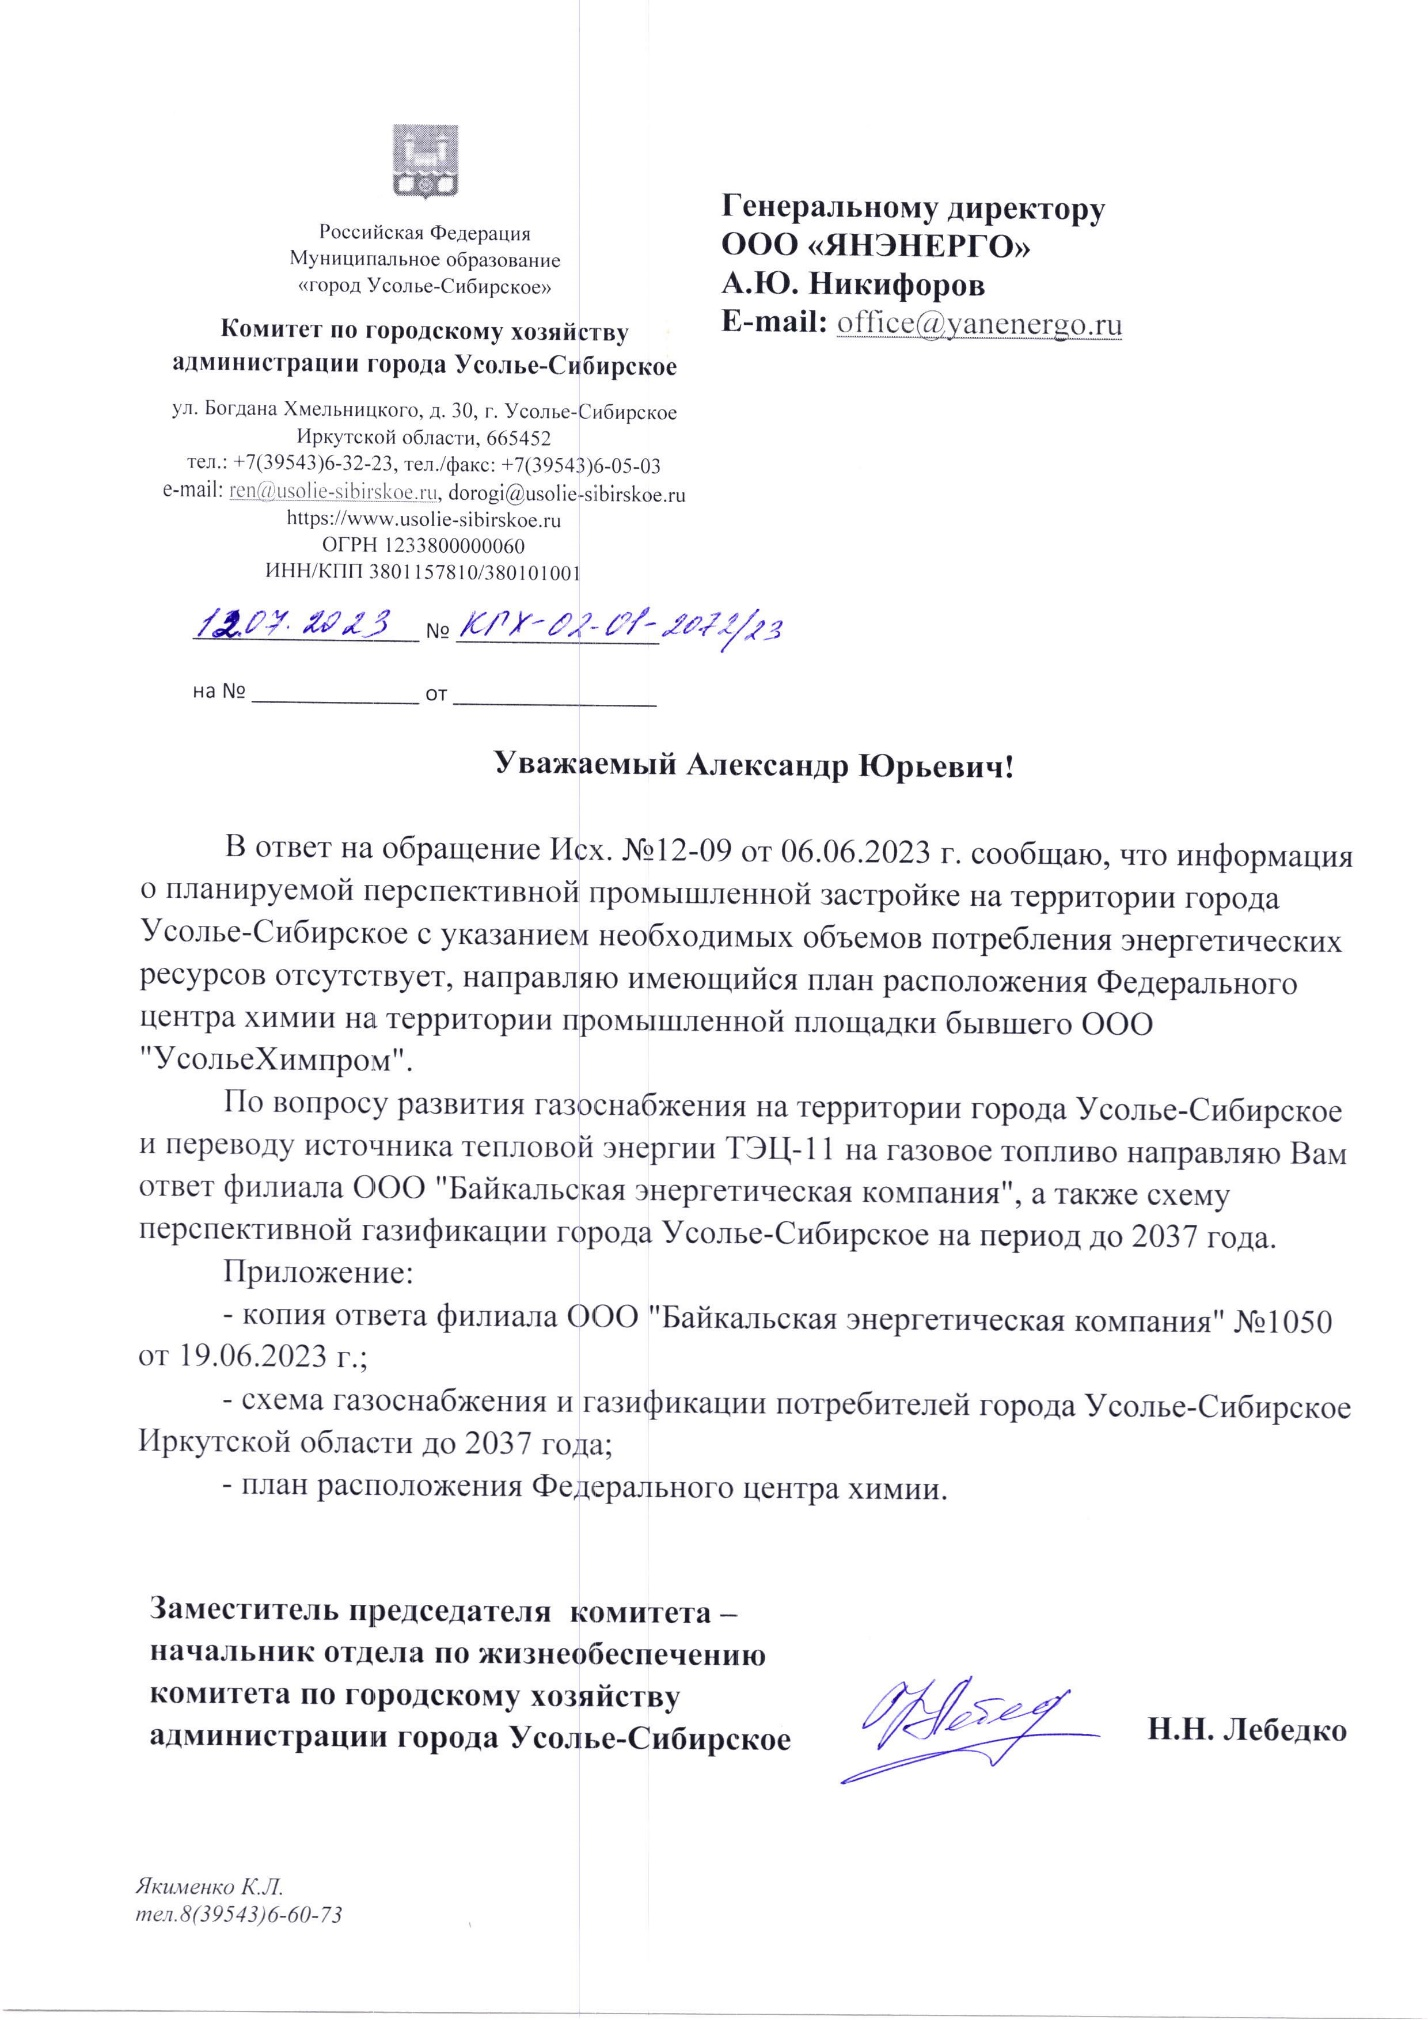 Российская Федерация
Муниципальное образование
«город Усолье-Сибирское»
Комитет по городскому хозяйству
администрации города Усолье-Сибирское
ул. Богдана Хмельницкого, д. 30, г. Усолье-Сибирское
Иркутской области, 665452
тел.: +7(39543)6-32-23, тел./факс: +7(39543)6-05-03
e-mail: ren@usolie-sibirskoe.ru, dorogi@usolie-sibirskoe.ru
https://www.usolie-sibirskoe.ru
ОГРН 1233800000060
ИНН/КПП 3801157810/380101001
12.07.2023 № КГХ-02-01-2072/23
на № ______________ от _________________
Генеральному директору
ООО «ЯНЭНЕРГО»
А.Ю. Никифоров
E-mail: office@yanenergo.ru
Уважаемый Александр Юрьевич!
В ответ на обращение Исх. №12-09 от 06.06.2023 г. сообщаю, что информация
о планируемой перспективной промышленной застройке на территории города
Усолье-Сибирское с указанием необходимых объемов потребления энергетических
ресурсов отсутствует, направляю имеющийся план расположения Федерального
центра химии на территории промышленной площадки бывшего ООО
"УсольеХимпром".
По вопросу развития газоснабжения на территории города Усолье-Сибирское
и переводу источника тепловой энергии ТЭЦ-11 на газовое топливо направляю Вам
ответ филиала ООО "Байкальская энергетическая компания", а также схему
перспективной газификации города Усолье-Сибирское на период до 2037 года.
Приложение:
- копия ответа филиала ООО "Байкальская энергетическая компания" №1050
от 19.06.2023 г.;
- схема газоснабжения и газификации потребителей города Усолье-Сибирское
Иркутской области до 2037 года;
- план расположения Федерального центра химии.
Заместитель председателя комитета –
начальник отдела по жизнеобеспечению
комитета по городскому хозяйству
администрации города Усолье-Сибирское
Н.Н. Лебедко
Якименко К.Л.
тел.8(39543)6-60-73